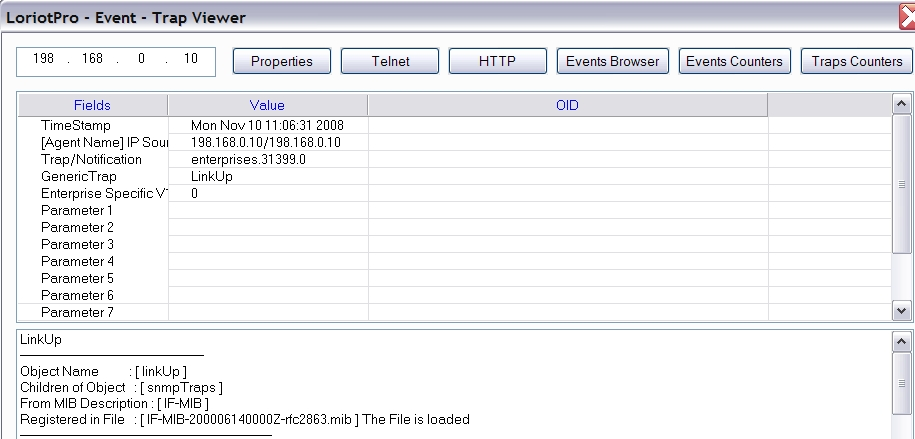 LoriotPro - Event - Trap Viewer
198 . 168 . 0 . 10 Properties Telnet HTTP Events Browser Events Counters Traps Counters
Fields Value OID
TimeStamp Mon Nov 10 11:06:31 2008
[Agent Name] IP Sour 198.168.0.10/198.168.0.10
Trap/Notification enterprises.31399.0
GenericTrap LinkUp
Enterprise Specific V1 0
Parameter 1
Parameter 2
Parameter 3
Parameter 4
Parameter 5
Parameter 6
Parameter 7
LinkUp
Object Name : [ linkUp ]
Children of Object : [ snmpTraps ]
From MIB Description : [ IF-MIB ]
Registered in File : [ IF-MIB-200006140000Z-rfc2863.mib ] The File is loaded